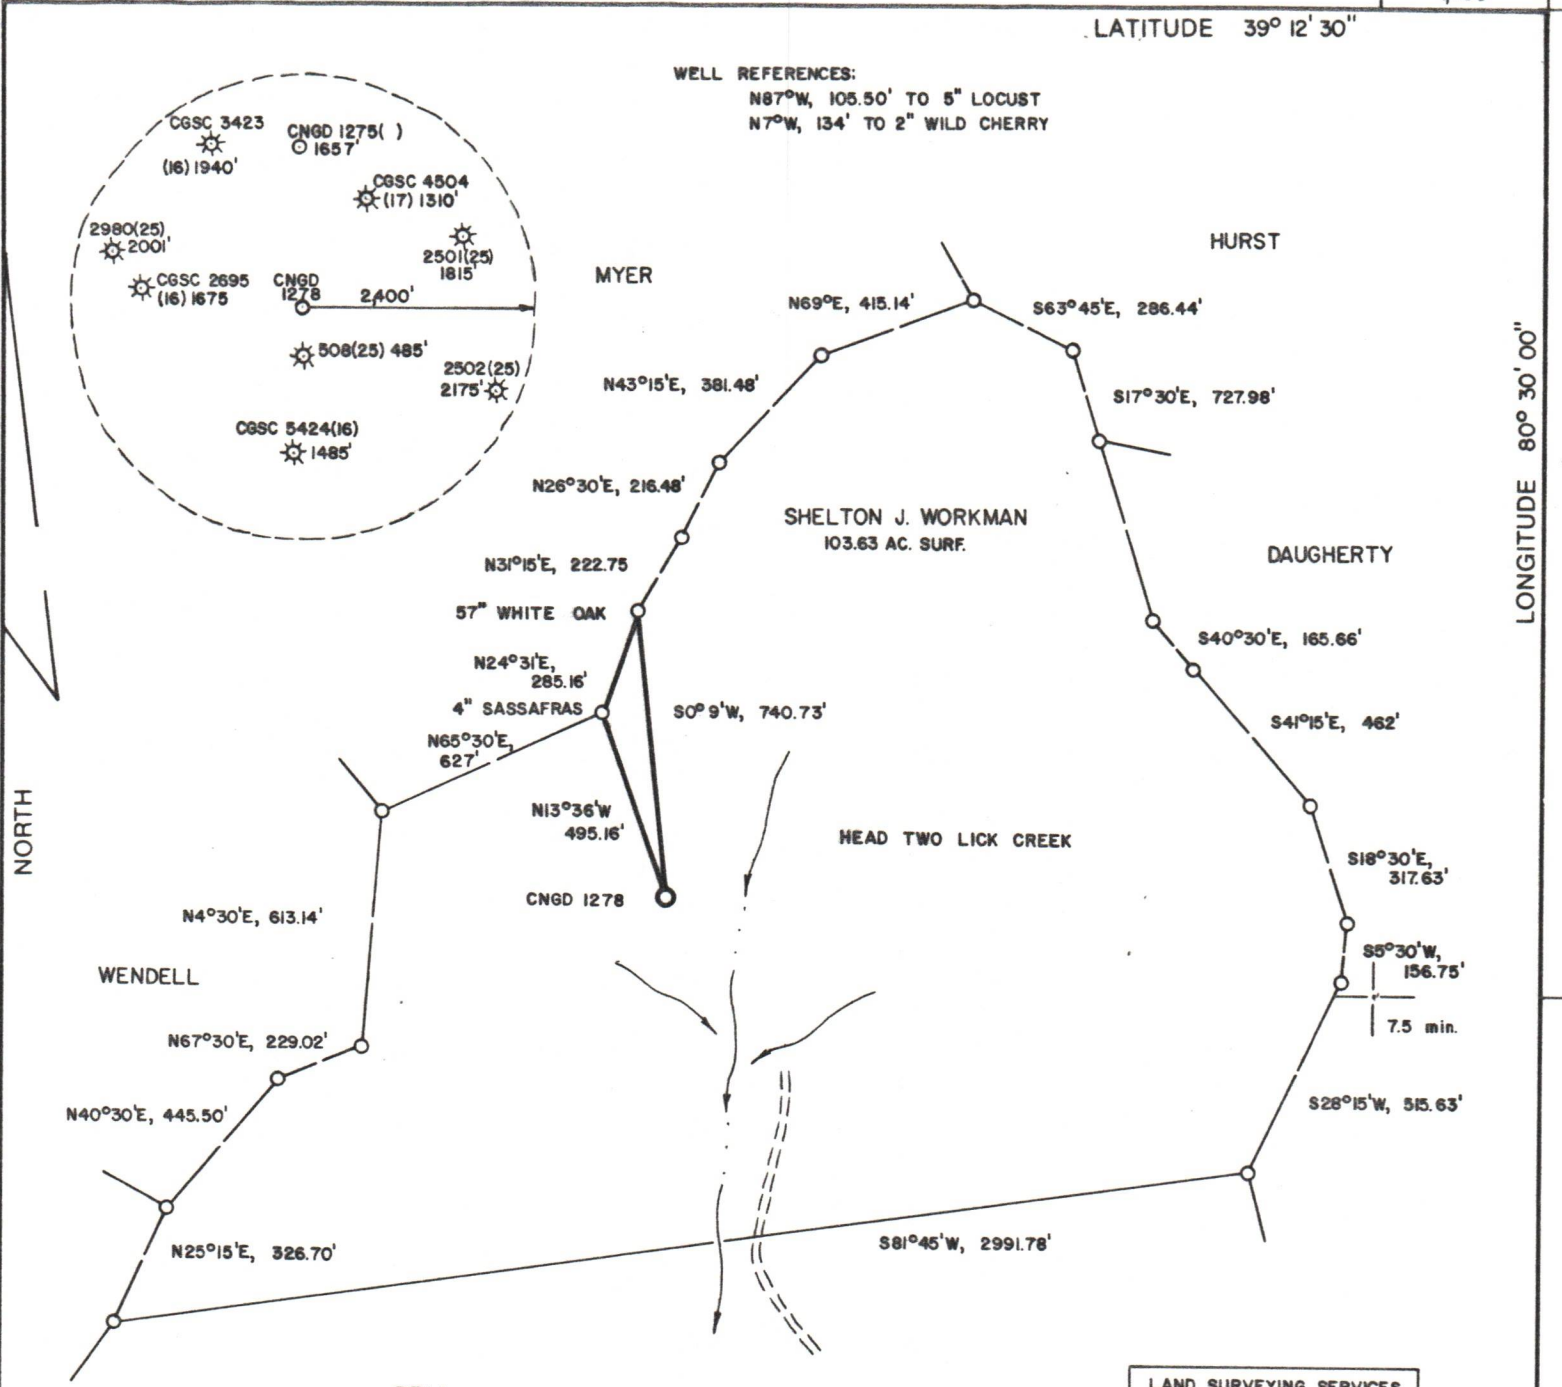 LATITUDE 39° 12' 30"
WELL REFERENCES:
N87°W, 105.50' TO 5" LOCUST
N7°W, 134' TO 2" WILD CHERRY
CGSC 3423
(16) 1940'
CNGD 1275( )
1657'
CGSC 4504
(17) 1310'
2980(25)
2001'
2501(25)
1815'
CGSC 2695
(16) 1675
CNGD
1278
2,400'
508(25) 485'
2502(25)
2175'
CGSC 5424(16)
1485'
MYER
HURST
N69°E, 415.14'
S63°45'E, 286.44'
N43°15'E, 381.48'
S17°30'E, 727.98'
LONGITUDE 80° 30' 00"
N26°30'E, 216.48'
SHELTON J. WORKMAN
103.63 AC. SURF.
DAUGHERTY
N31°15'E, 222.75
57" WHITE OAK
S40°30'E, 165.66'
N24°31'E,
285.16'
4" SASSAFRAS
S0°9'W, 740.73'
S41°15'E, 462'
N65°30'E,
627'
N13°36'W
495.16'
HEAD TWO LICK CREEK
NORTH
S18°30'E,
317.63'
CNGD 1278
N4°30'E, 613.14'
S5°30'W,
156.75'
WENDELL
7.5 min.
N67°30'E, 229.02'
N40°30'E, 445.50'
S28°15'W, 515.63'
N25°15'E, 326.70'
S81°45'W, 2991.78'
LAND SURVEYING SERVICES